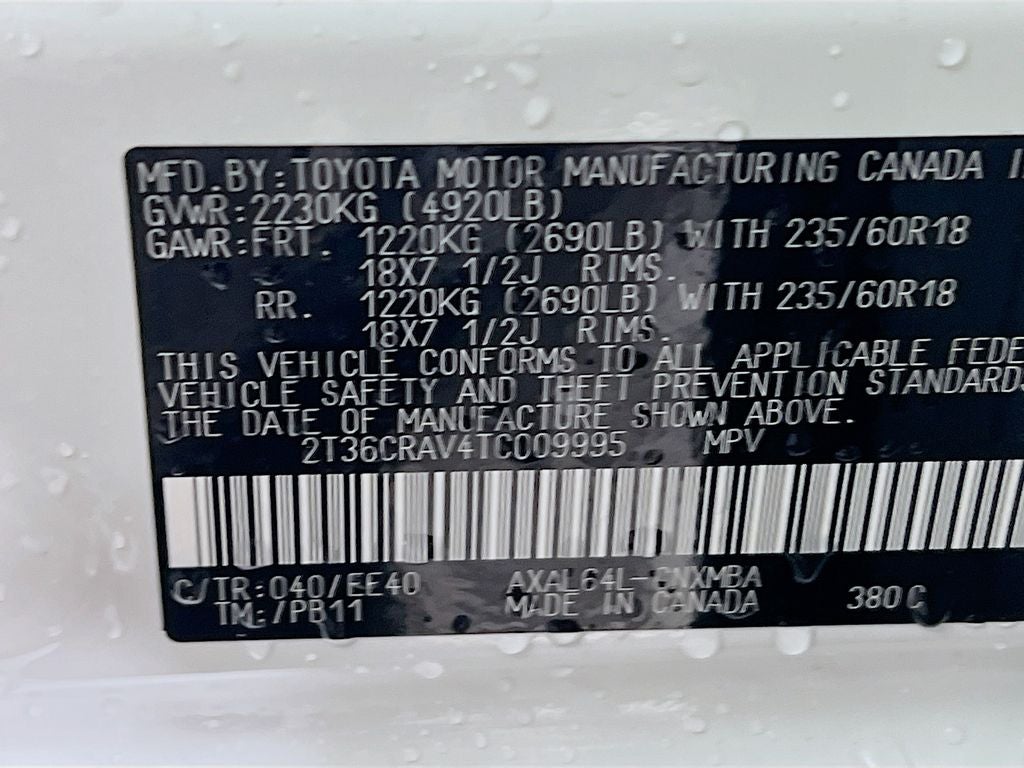 MFD.BY:TOYOTA MOTOR MANUFACTURING CANADA
GVWR:2230KG (4920LB)
GAWR:FRT. 1220KG (2690LB) WITH 235/60R18
18X7 1/2J RIMS.
RR. 1220KG (2690LB) WITH 235/60R18
18X7 1/2J RIMS.
THIS VEHICLE CONFORMS TO ALL APPLICABLE FEDE
VEHICLE SAFETY AND THEFT PREVENTION STANDARDS
THE DATE OF MANUFACTURE SHOWN ABOVE.
2T36CRAV4TC009995 MPV
C/TR:040/EE40 AXAL64L-CNXMBA
TM:/PB11 MADE IN CANADA 380C